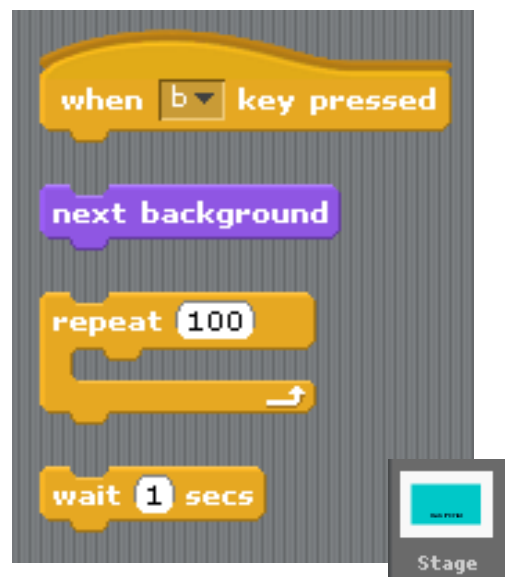 when b key pressed
next background
repeat 100
wait 1 secs
Stage